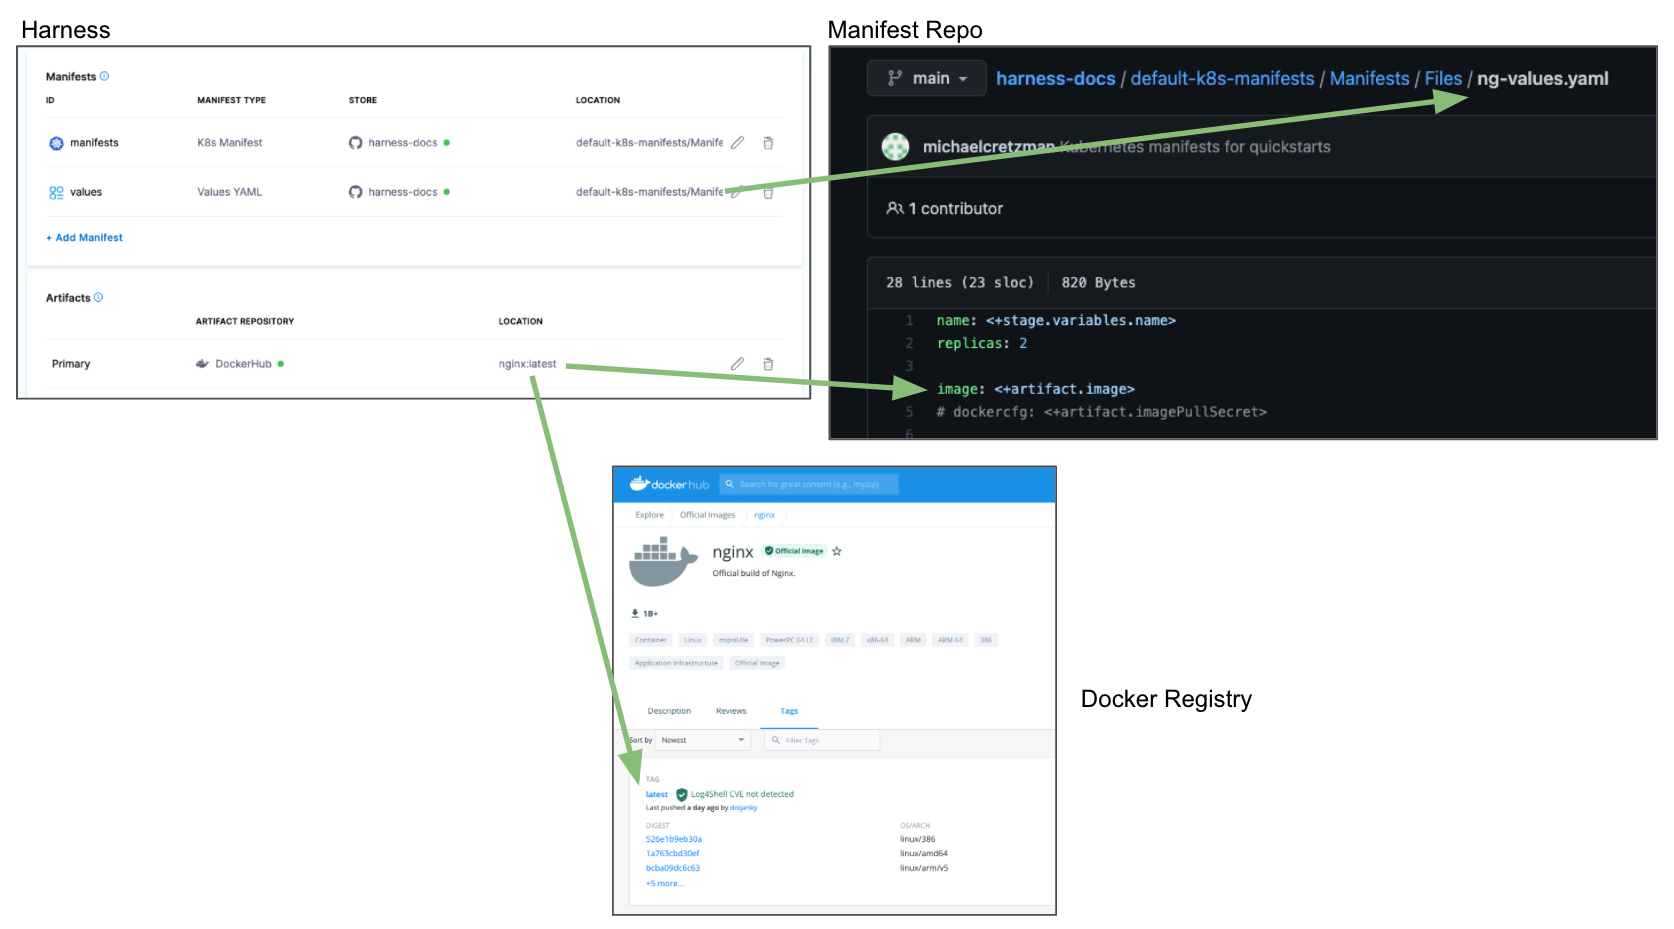 Harness
Manifests
ID MANIFEST TYPE STORE LOCATION
manifests K8s Manifest harness-docs default-k8s-manifests/Manife
values Values YAML harness-docs default-k8s-manifests/Manife
+ Add Manifest
Artifacts
ARTIFACT REPOSITORY LOCATION
Primary DockerHub nginx:latest
Manifest Repo
main harness-docs / default-k8s-manifests / Manifests / Files / ng-values.yaml
michaelcretzman Kubernetes manifests for quickstarts
1 contributor
28 lines (23 sloc) 820 Bytes
1 name: <+stage.variables.name>
2 replicas: 2
3
image: <+artifact.image>
5 # dockercfg: <+artifact.imagePullSecret>
6
docker hub Search for great content (e.g., mysql)
Explore Official Images nginx
nginx Official Image
Official build of Nginx.
1B+
Container Linux mips64le PowerPC 64 LE IBM Z x86-64 ARM ARM 64 386
Application Infrastructure Official Image
Description Reviews Tags
Sort by Newest Filter Tags
TAG
latest Log4Shell CVE not detected
Last pushed a day ago by doijanky
DIGEST OS/ARCH
526e1b9eb30a linux/386
1a763cbd30ef linux/amd64
bcba09dc6c63 linux/arm/v5
+5 more...
Docker Registry